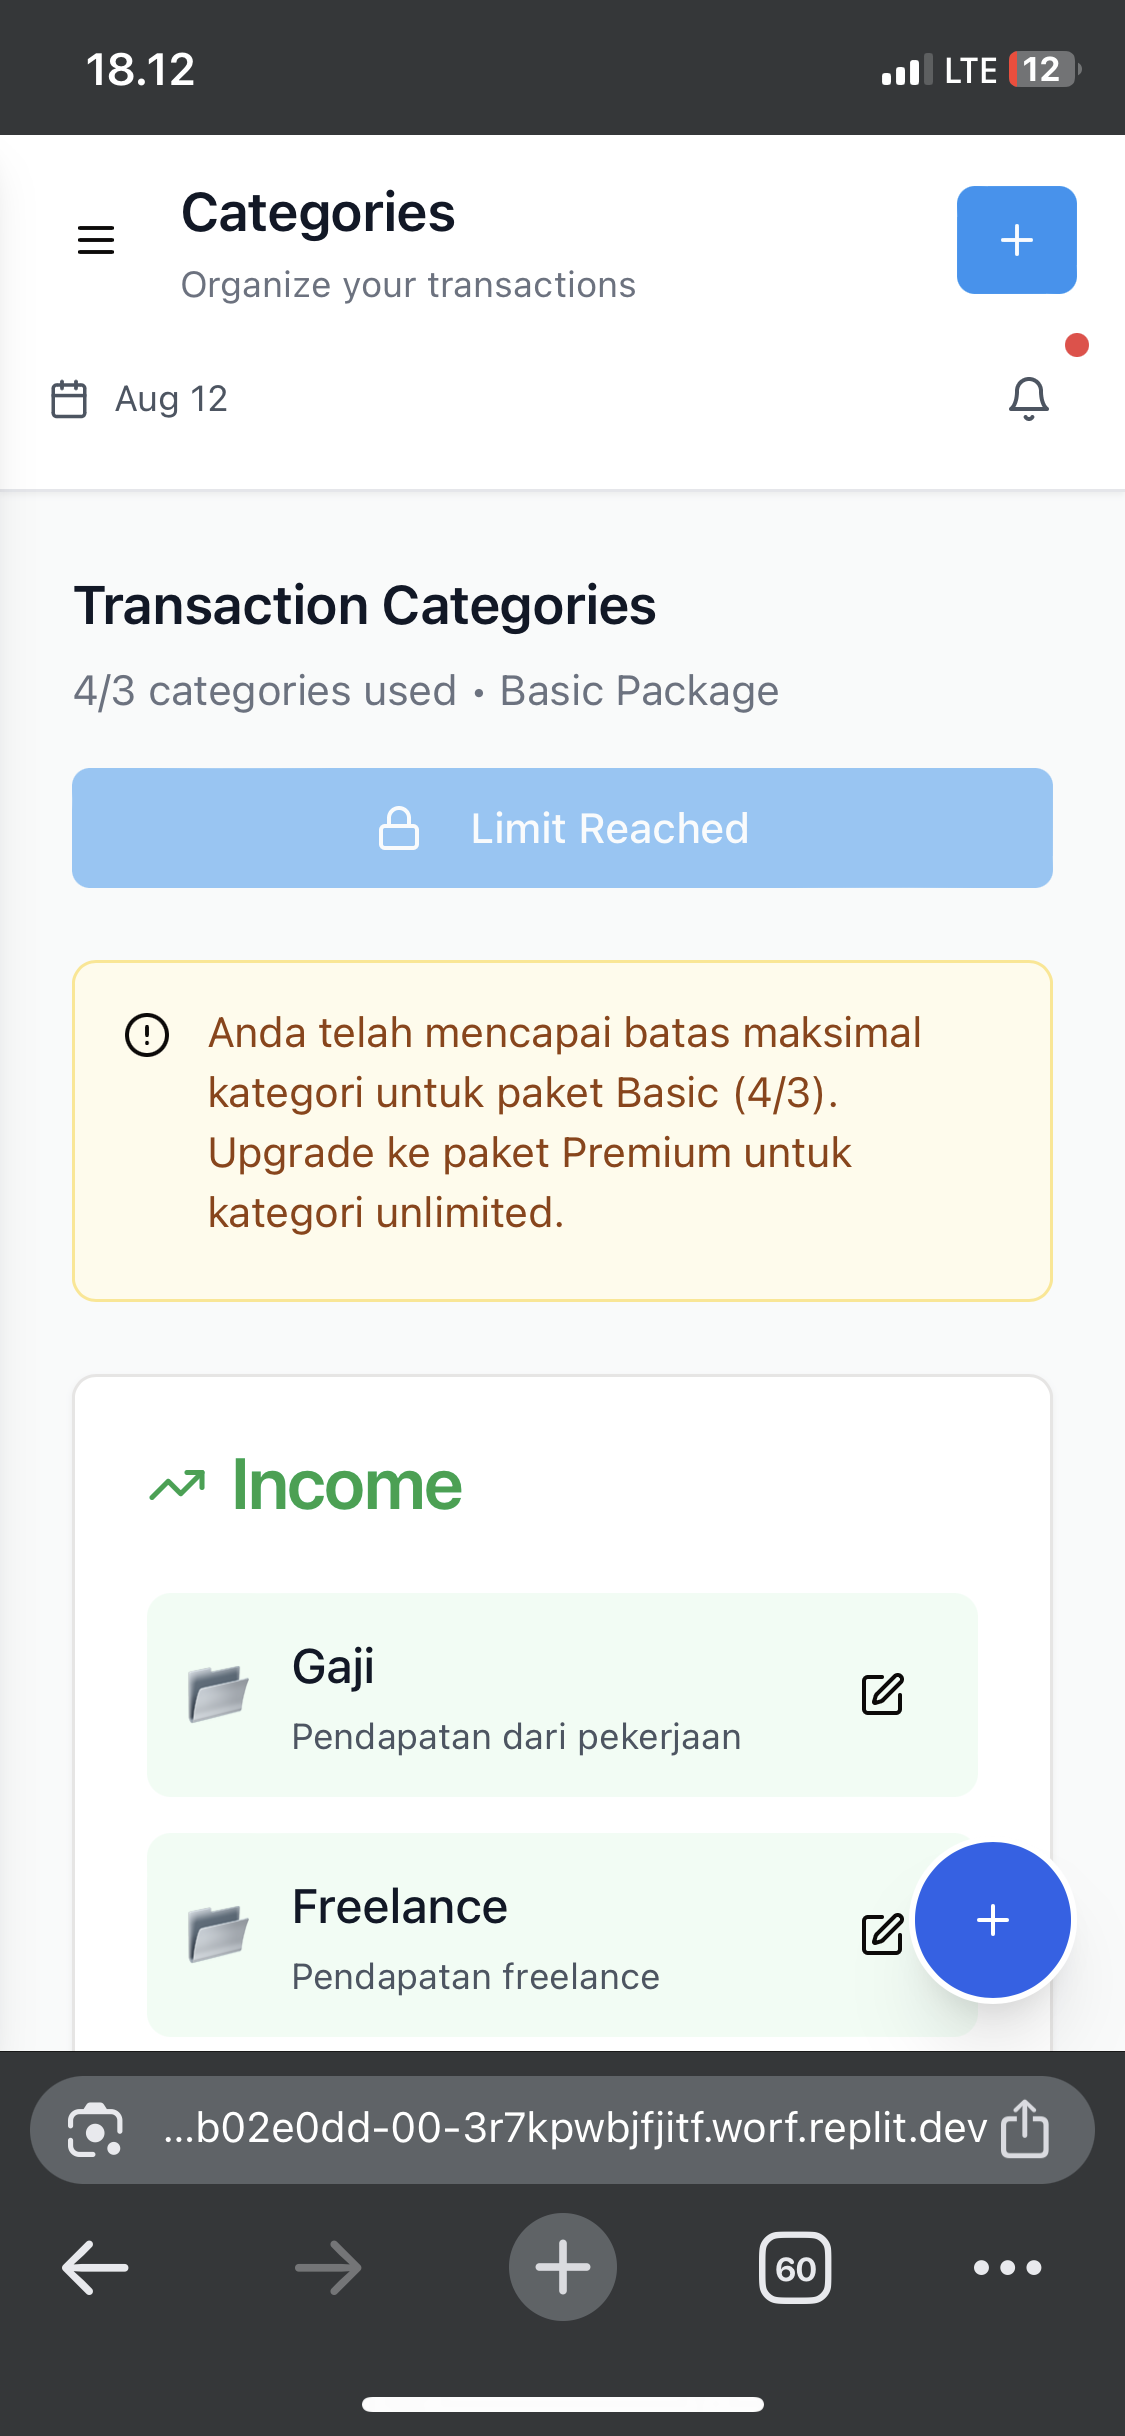 18.12
LTE 12
Categories
Organize your transactions
Aug 12
Transaction Categories
4/3 categories used • Basic Package
Limit Reached
Anda telah mencapai batas maksimal
kategori untuk paket Basic (4/3).
Upgrade ke paket Premium untuk
kategori unlimited.
Income
Gaji
Pendapatan dari pekerjaan
Freelance
Pendapatan freelance
...b02e0dd-00-3r7kpwbjfjitf.worf.replit.dev
60